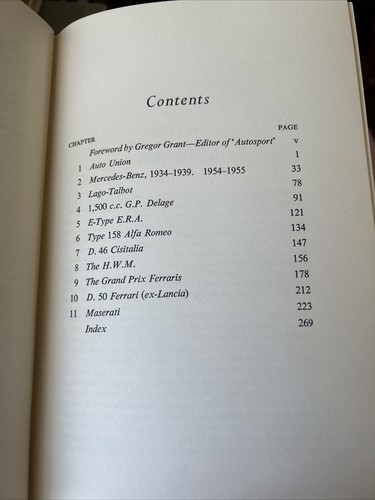 Contents
CHAPTER PAGE
Foreword by Gregor Grant—Editor of 'Autosport' v
1 Auto Union 1
2 Mercedes-Benz, 1934-1939. 1954-1955 33
3 Lago-Talbot 78
4 1,500 c.c. G.P. Delage 91
5 E-Type E.R.A. 121
6 Type 158 Alfa Romeo 134
7 D. 46 Cisitalia 147
8 The H.W.M. 156
9 The Grand Prix Ferraris 178
10 D. 50 Ferrari (ex-Lancia) 212
11 Maserati 223
Index 269